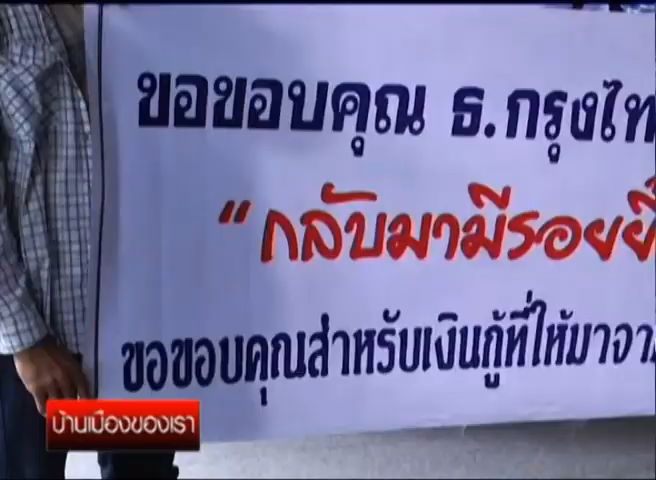 ขอขอบคุณ ธ.กรุงไท
"กลับมามีรอยยิ้
ขอขอบคุณสำหรับเงินกู้ที่ให้มาจา
บ้านเมืองของเรา